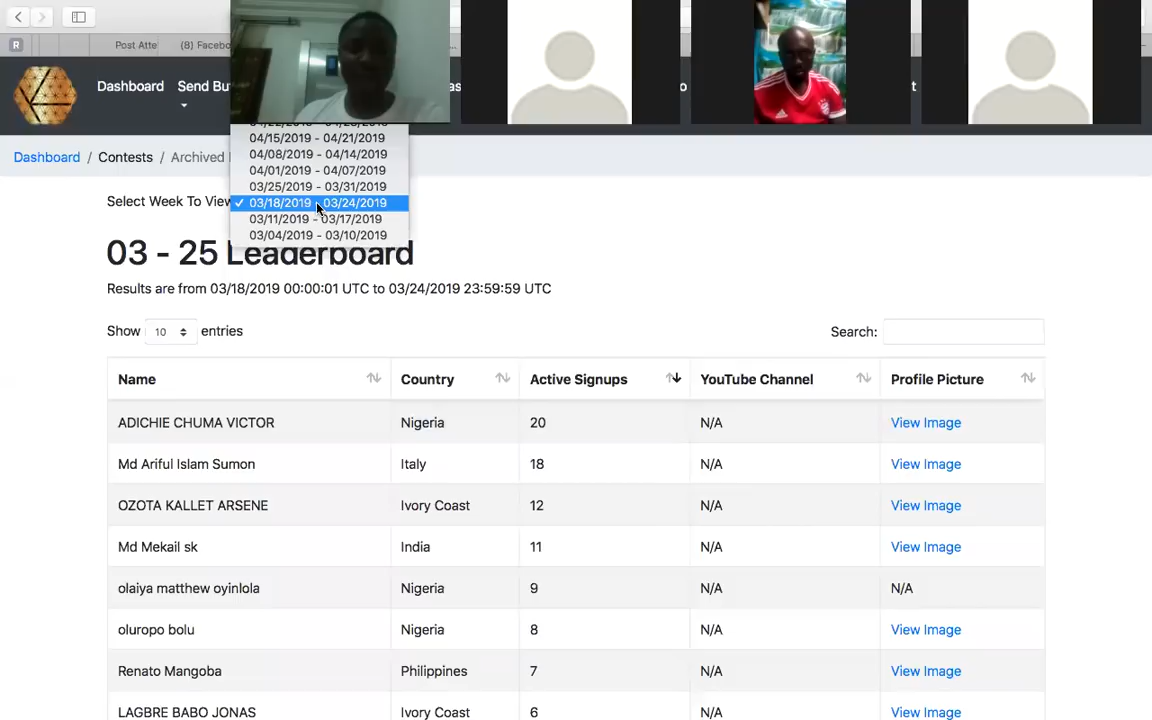 R Post Atte (8) Facebo
Dashboard Send Bu as o t
Dashboard / Contests / Archived
04/15/2019 - 04/21/2019
04/08/2019 - 04/14/2019
04/01/2019 - 04/07/2019
03/25/2019 - 03/31/2019
Select Week To View ✓ 03/18/2019 - 03/24/2019
03/11/2019 - 03/17/2019
03/04/2019 - 03/10/2019
03 - 25 Leaderboard
Results are from 03/18/2019 00:00:01 UTC to 03/24/2019 23:59:59 UTC
Show 10 entries Search:
Name Country Active Signups YouTube Channel Profile Picture
ADICHIE CHUMA VICTOR Nigeria 20 N/A View Image
Md Ariful Islam Sumon Italy 18 N/A View Image
OZOTA KALLET ARSENE Ivory Coast 12 N/A View Image
Md Mekail sk India 11 N/A View Image
olaiya matthew oyinlola Nigeria 9 N/A N/A
oluropo bolu Nigeria 8 N/A View Image
Renato Mangoba Philippines 7 N/A View Image
LAGBRE BABO JONAS Ivory Coast 6 N/A View Image